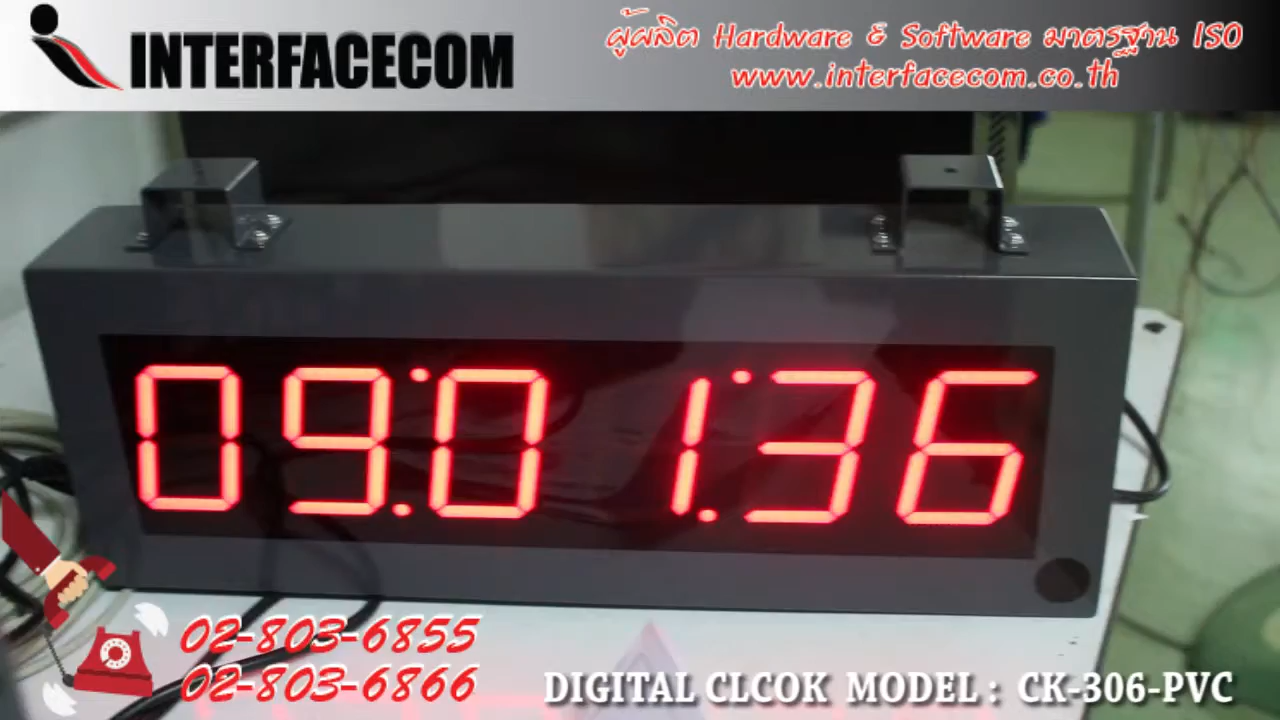 INTERFACECOM
ผู้ผลิต Hardware & Software มาตรฐาน ISO
www.interfacecom.co.th
09:01:36
02-803-6855
02-803-6866
DIGITAL CLCOK MODEL : CK-306-PVC